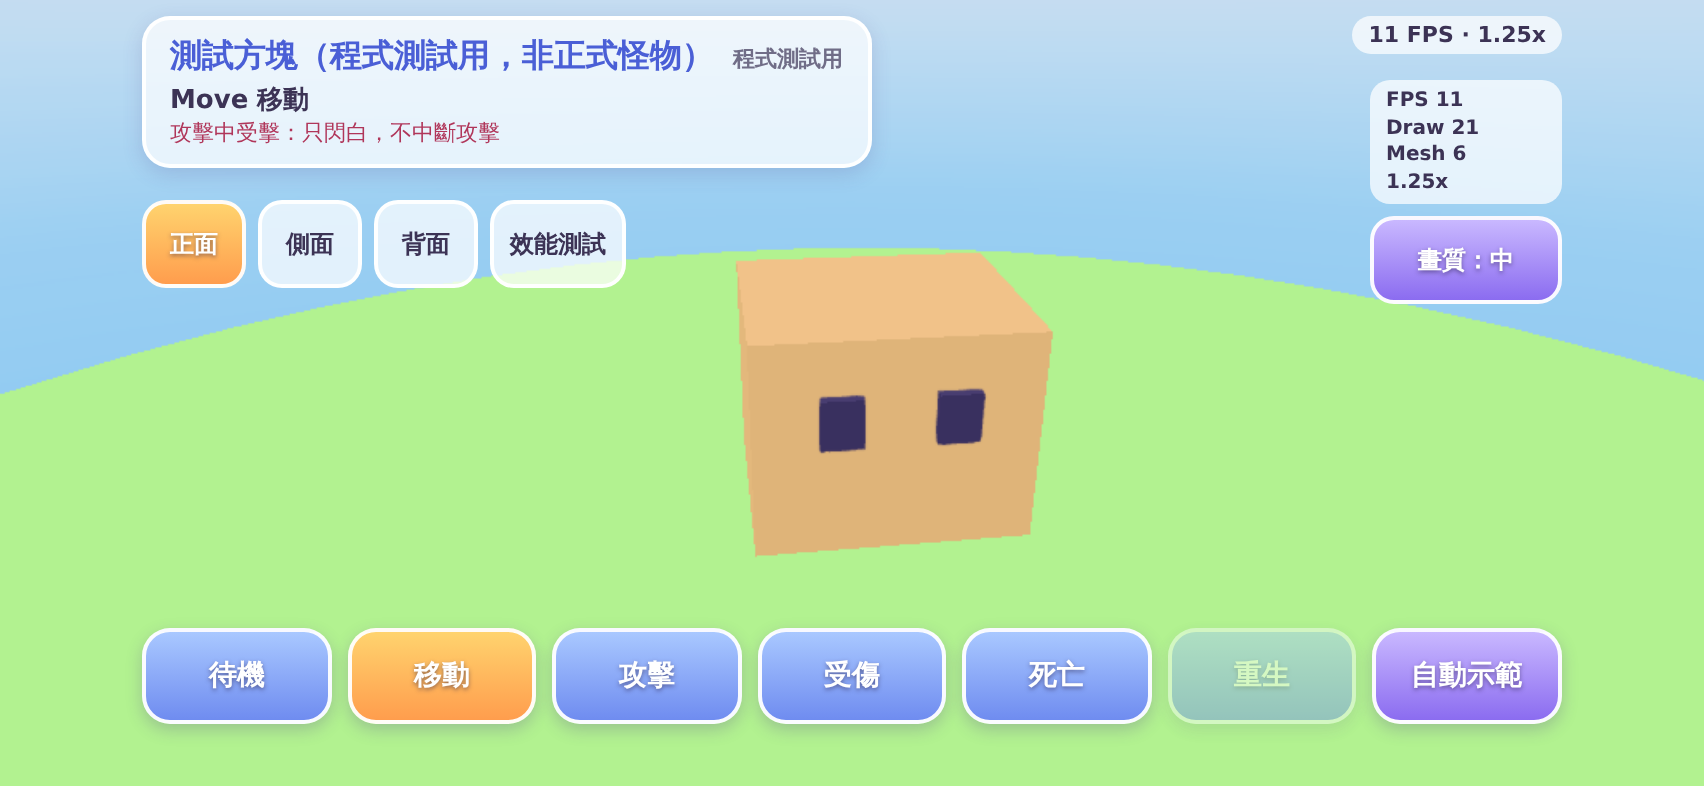 測試方塊（程式測試用，非正式怪物） 程式測試用
Move 移動
攻擊中受擊：只閃白，不中斷攻擊
11 FPS · 1.25x
FPS 11
Draw 21
Mesh 6
1.25x
正面 側面 背面 效能測試
畫質：中
待機 移動 攻擊 受傷 死亡 重生 自動示範